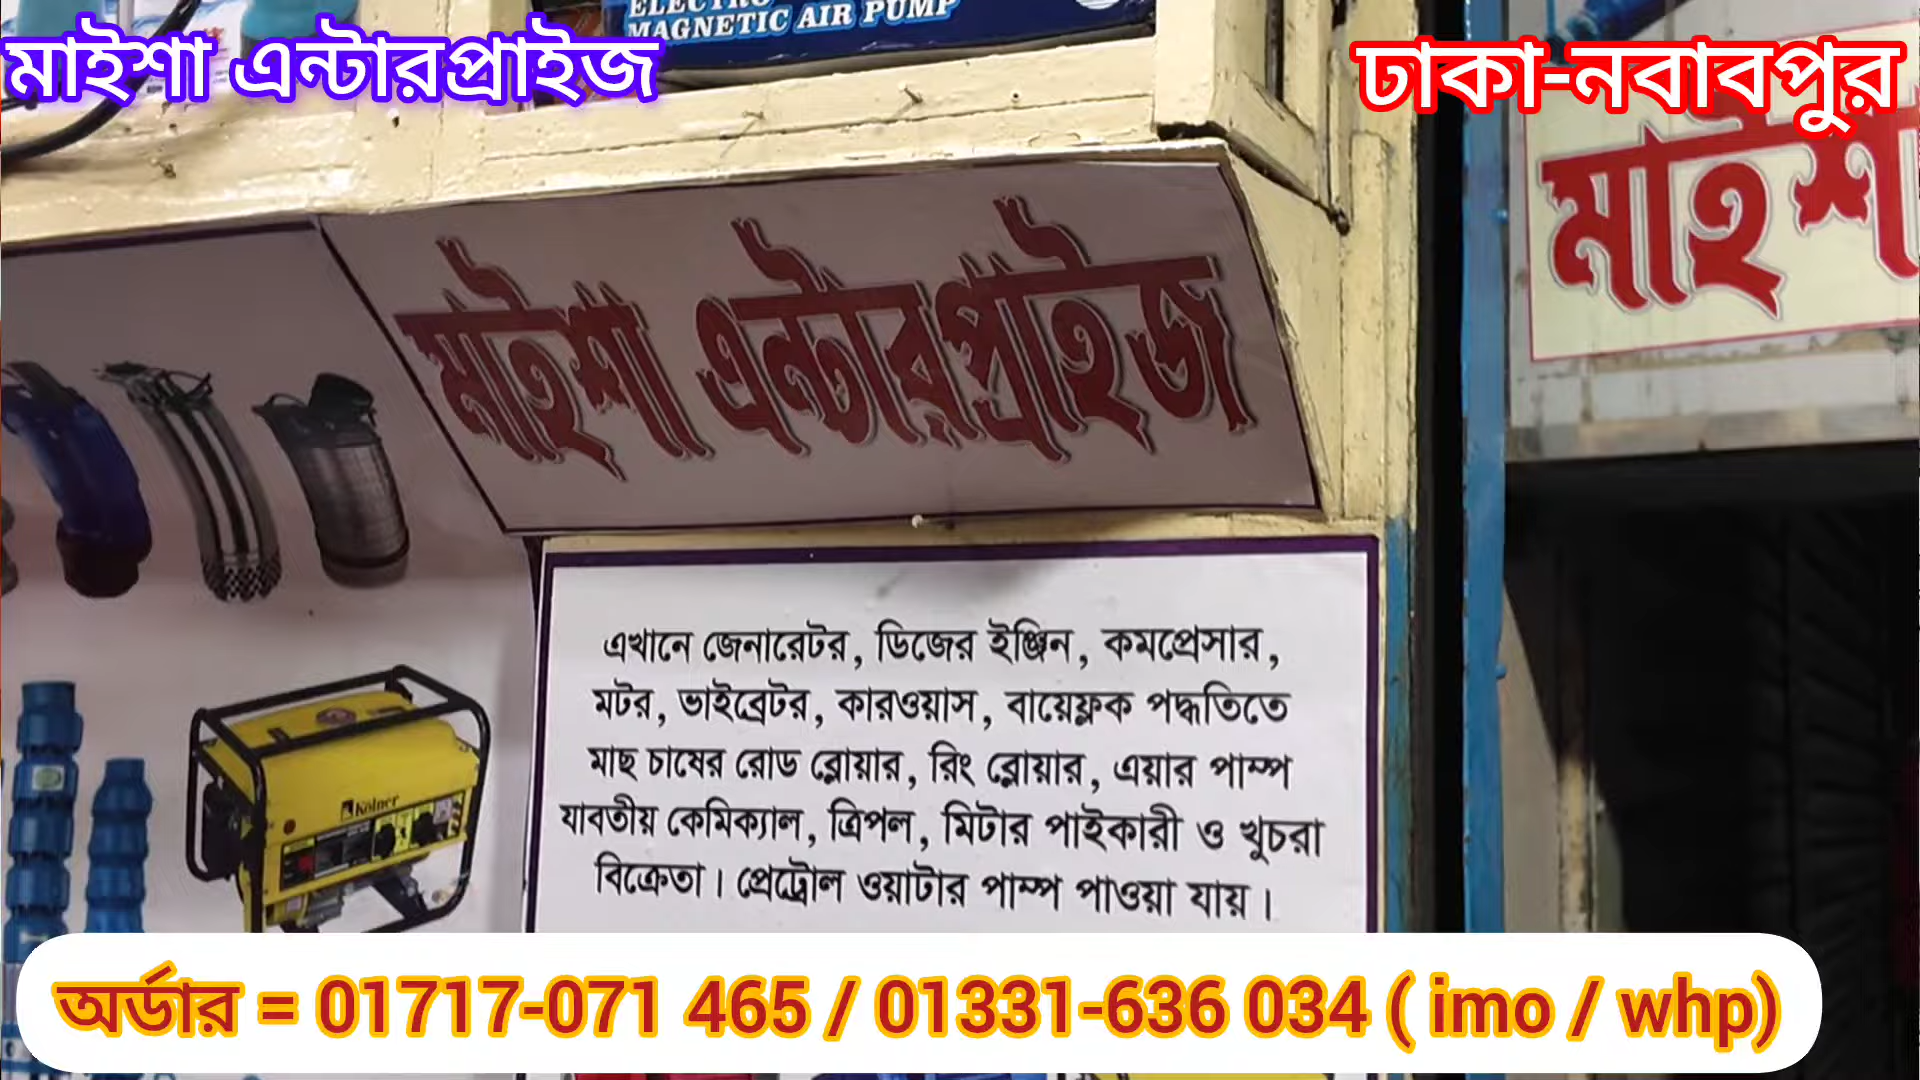 ELECTRO
MAGNETIC AIR PUMP
মাইশা এন্টারপ্রাইজ
ঢাকা-নবাবপুর
মাইশা
মাইশা এন্টারপ্রাইজ
এখানে জেনারেটর, ডিজের ইঞ্জিন, কমপ্রেসার,
মটর, ভাইব্রেটর, কারওয়াস, বায়েফ্লক পদ্ধতিতে
মাছ চাষের রোড ব্লোয়ার, রিং ব্লোয়ার, এয়ার পাম্প
যাবতীয় কেমিক্যাল, ত্রিপল, মিটার পাইকারী ও খুচরা
বিক্রেতা। প্রেট্রোল ওয়াটার পাম্প পাওয়া যায়।
Kölner
অর্ডার = 01717-071 465 / 01331-636 034 ( imo / whp)